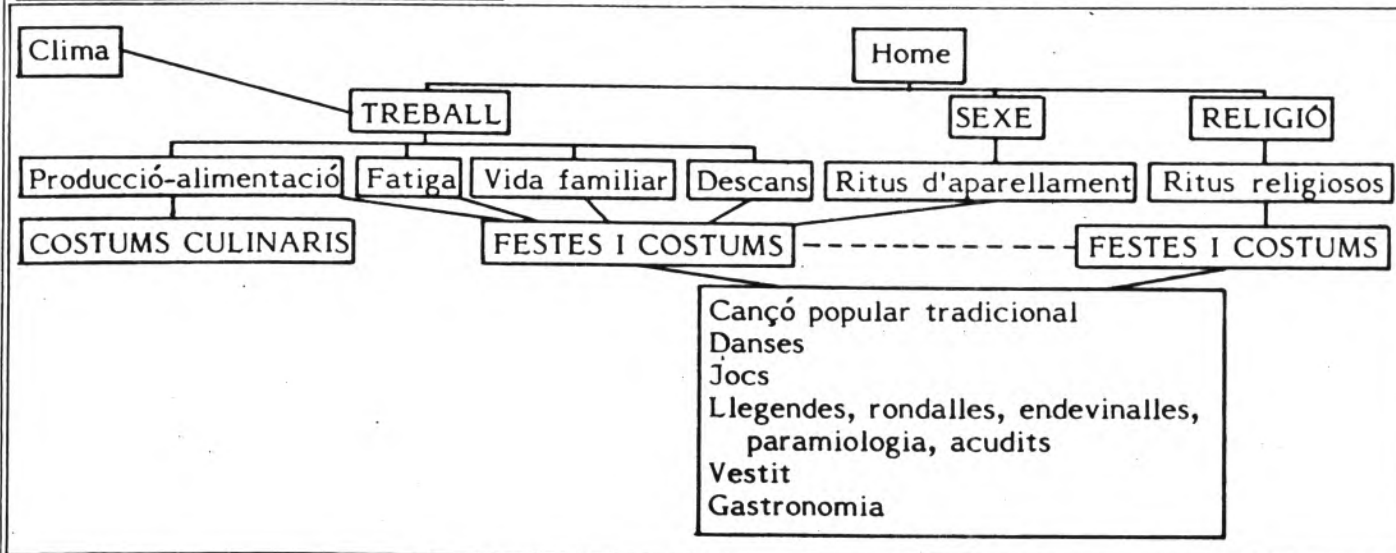 Clima
Home
TREBALL
SEXE
RELIGIÓ
Producció-alimentació
Fatiga
Vida familiar
Descans
Ritus d'aparellament
Ritus religiosos
COSTUMS CULINARIS
FESTES I COSTUMS
FESTES I COSTUMS
Cançó popular tradicional
Danses
Jocs
Llegendes, rondalles, endevinalles,
paramiologia, acudits
Vestit
Gastronomia